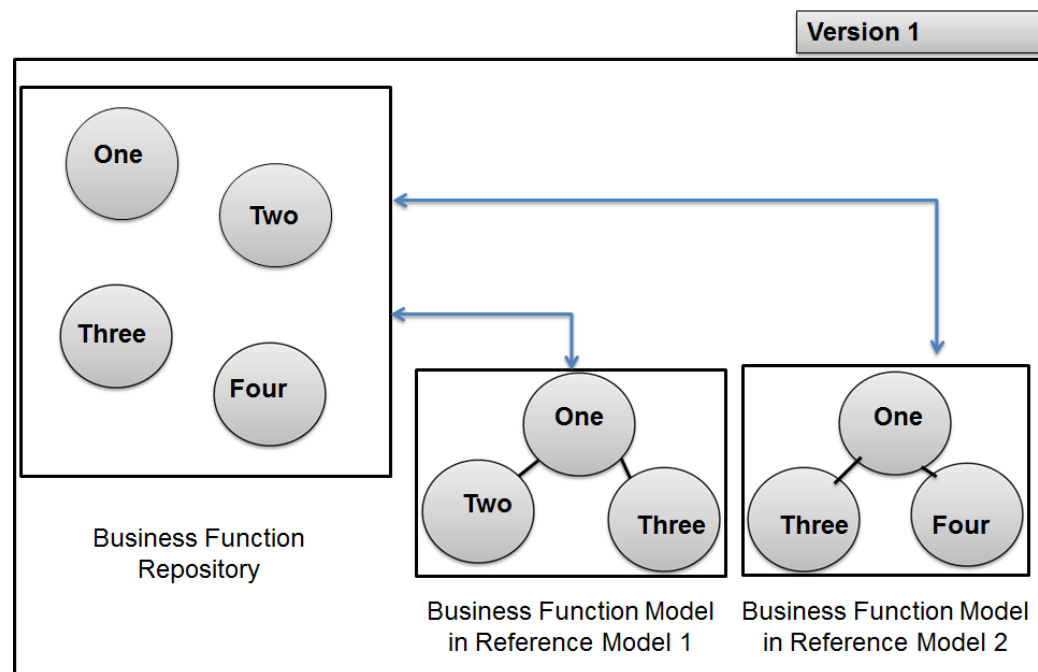 Version 1
One
Two
Three
Four
Business Function
Repository
One
Two
Three
Business Function Model
in Reference Model 1
One
Three
Four
Business Function Model
in Reference Model 2